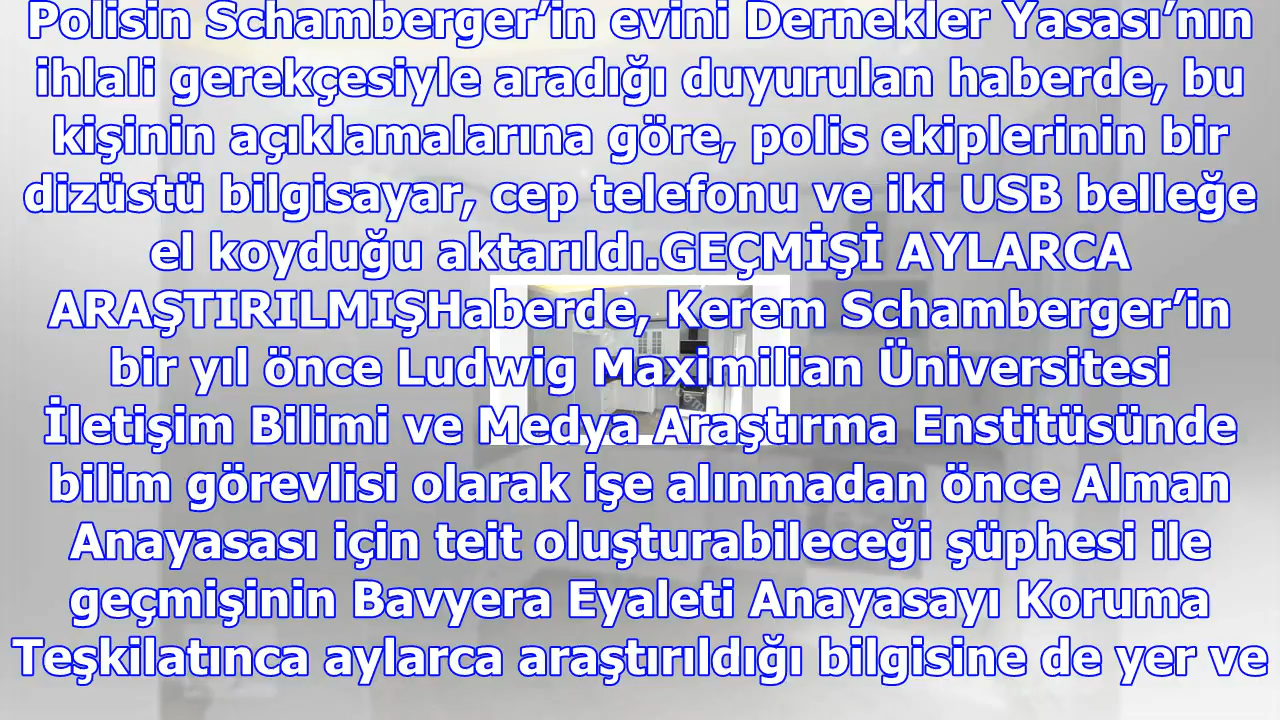 Polisin Schamberger’in evini Dernekler Yasası’nın
ihlali gerekçesiyle aradığı duyurulan haberde, bu
kişinin açıklamalarına göre, polis ekiplerinin bir
dizüstü bilgisayar, cep telefonu ve iki USB belleğe
el koyduğu aktarıldı.GEÇMİŞİ AYLARCA
ARAŞTIRILMIŞHaberde, Kerem Schamberger’in
bir yıl önce Ludwig Maximilian Üniversitesi
İletişim Bilimi ve Medya Araştırma Enstitüsünde
bilim görevlisi olarak işe alınmadan önce Alman
Anayasası için teit oluşturabileceği şüphesi ile
geçmişinin Bavyera Eyaleti Anayasayı Koruma
Teşkilatınca aylarca araştırıldığı bilgisine de yer ve